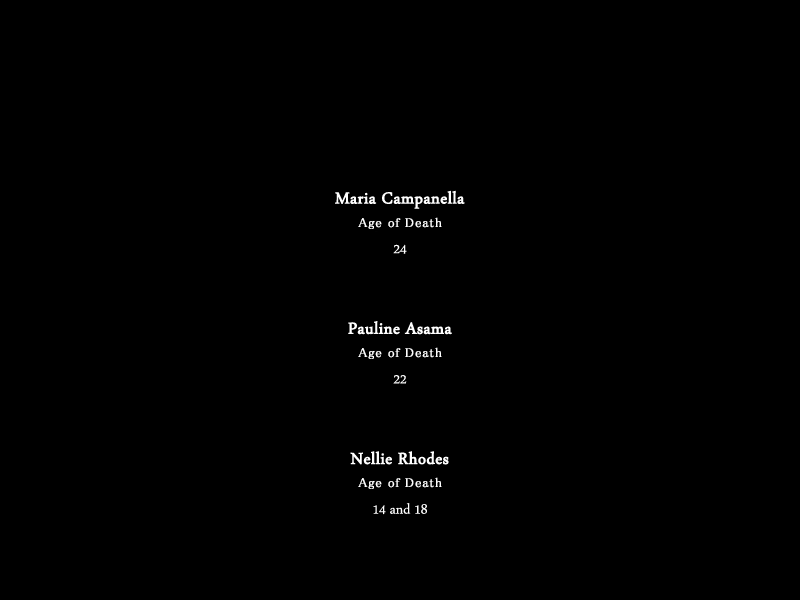 Maria Campanella
Age of Death
24
Pauline Asama
Age of Death
22
Nellie Rhodes
Age of Death
14 and 18